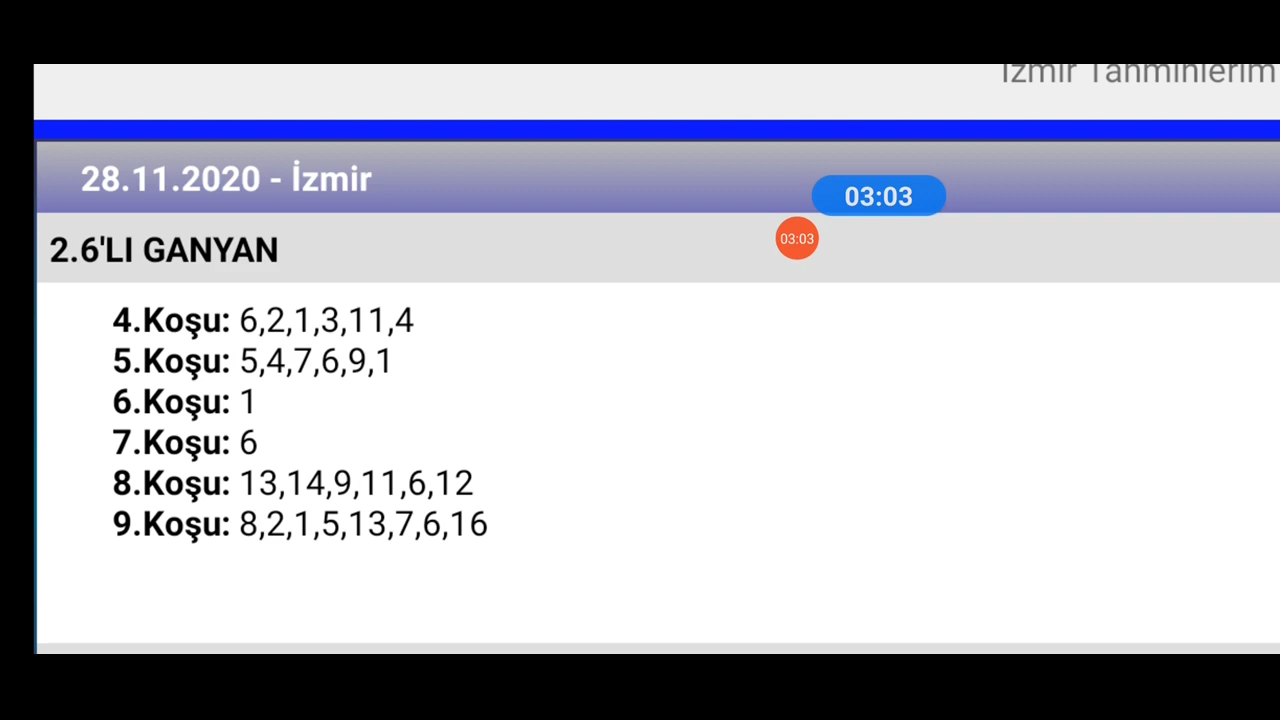 İzmir Tahminlerim
28.11.2020 - İzmir
03:03
03:03
2.6'LI GANYAN
4.Koşu: 6,2,1,3,11,4
5.Koşu: 5,4,7,6,9,1
6.Koşu: 1
7.Koşu: 6
8.Koşu: 13,14,9,11,6,12
9.Koşu: 8,2,1,5,13,7,6,16